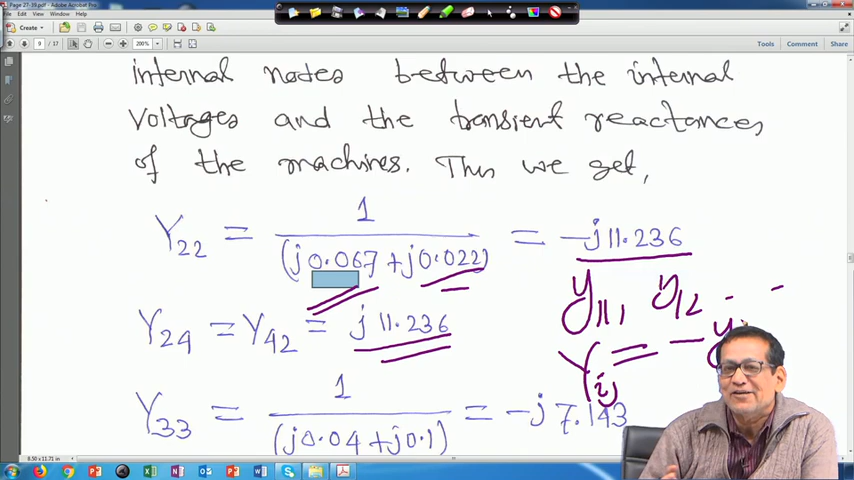 Page 27-39.pdf - Adobe Acrobat Pro
File Edit View Window Help
Create
9 / 37
200%
Tools Comment Share
internal nodes between the internal
voltages and the transient reactances
of the machines. Thus we get,
Y22 = 1 / (j0.067 + j0.022) = -j11.236
y11, y12
Y24 = Y42 = j11.236
Yij = -y
Y33 = 1 / (j0.04 + j0.1) = -j7.143
8.50 x 11.71 in